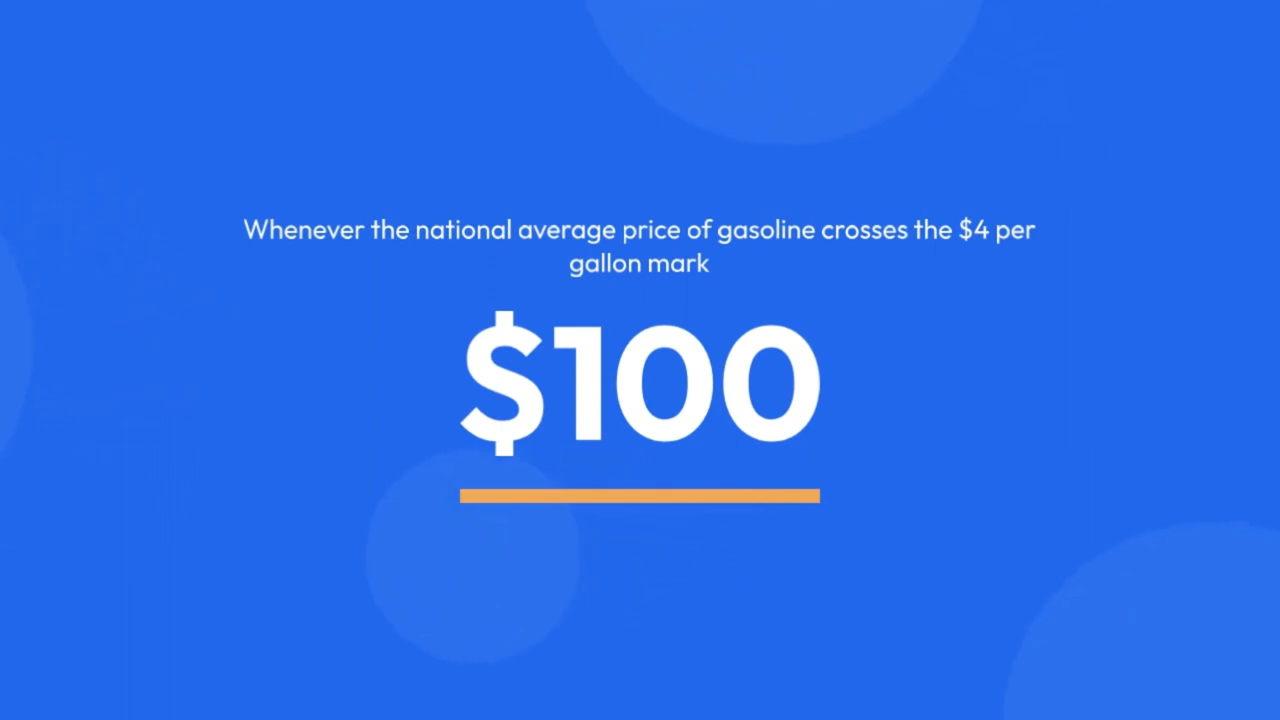 Whenever the national average price of gasoline crosses the $4 per
gallon mark
$100